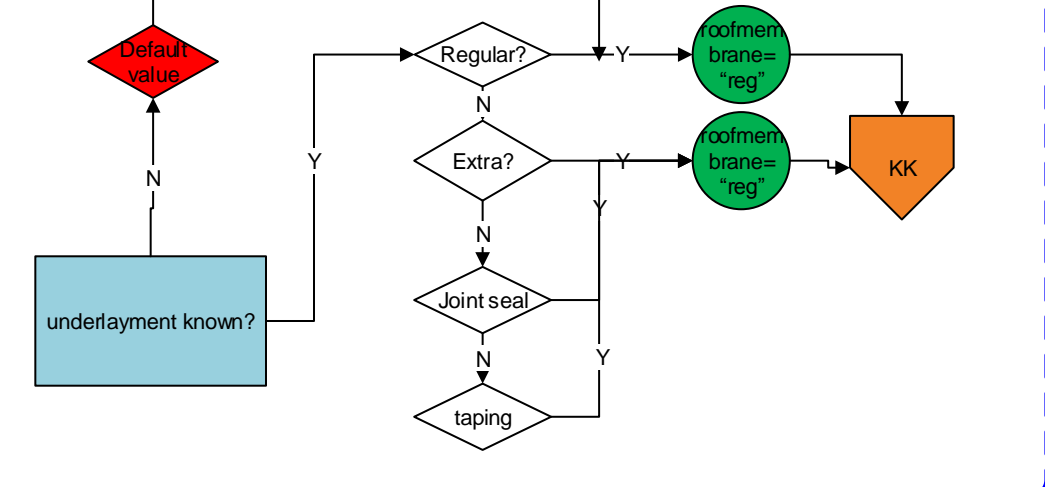 Default
value
N
underlayment known?
Y
Regular?
Y
N
Extra?
Y
Y
N
Joint seal
N
Y
taping
roofmem
brane=
“reg”
roofmem
brane=
“reg”
KK